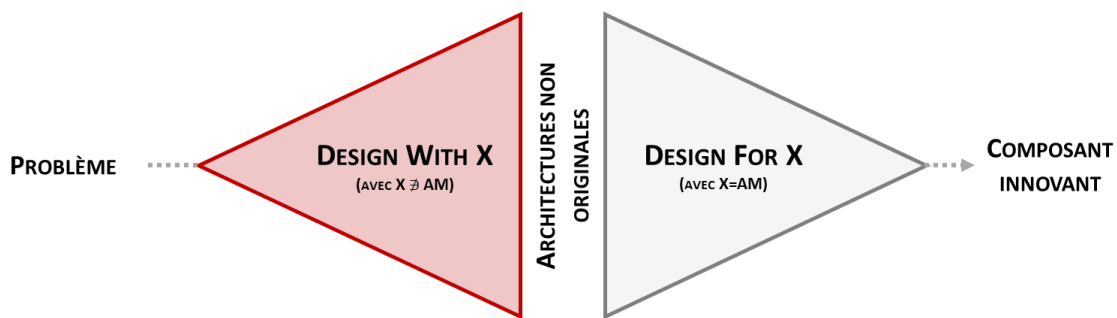 PROBLÈME
DESIGN WITH X
(AVEC X ∌ AM)
ARCHITECTURES NON
ORIGINALES
DESIGN FOR X
(AVEC X=AM)
COMPOSANT
INNOVANT